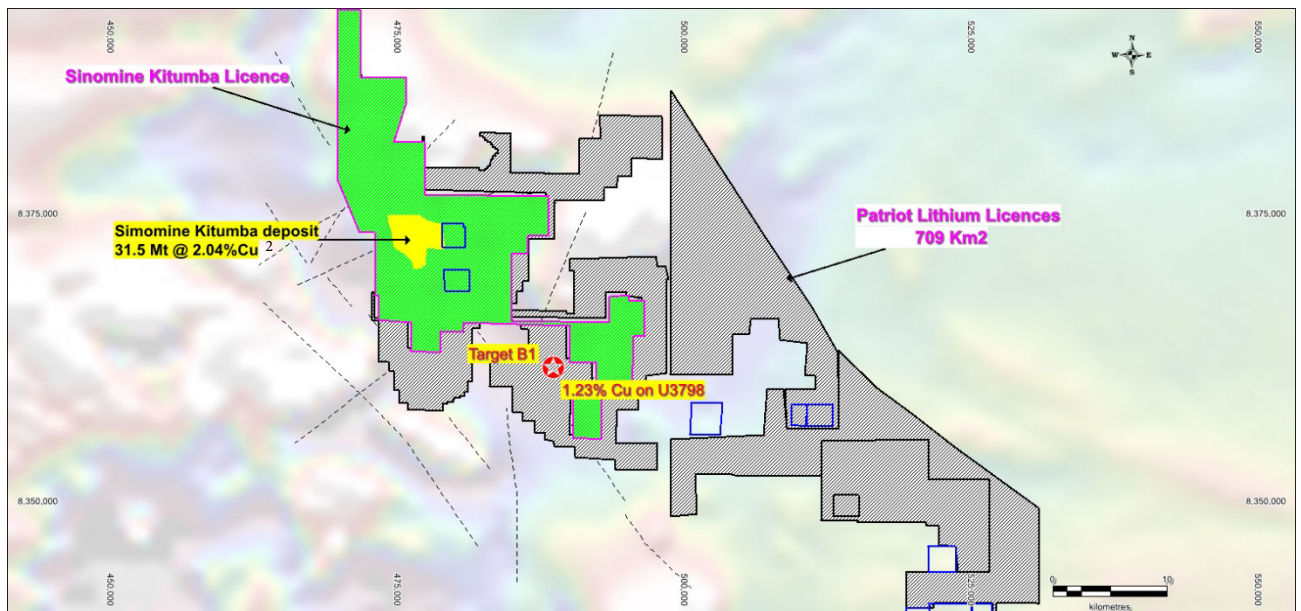 450,000
475,000
500,000
525,000
550,000
N
W E
S
Sinomine Kitumba Licence
8,375,000
8,375,000
Patriot Lithium Licences
709 Km2
Simomine Kitumba deposit
31.5 Mt @ 2.04%Cu 2
Target B1
1.23% Cu on U3798
8,350,000
8,350,000
450,000
475,000
500,000
525,000
550,000
0 10
kilometres